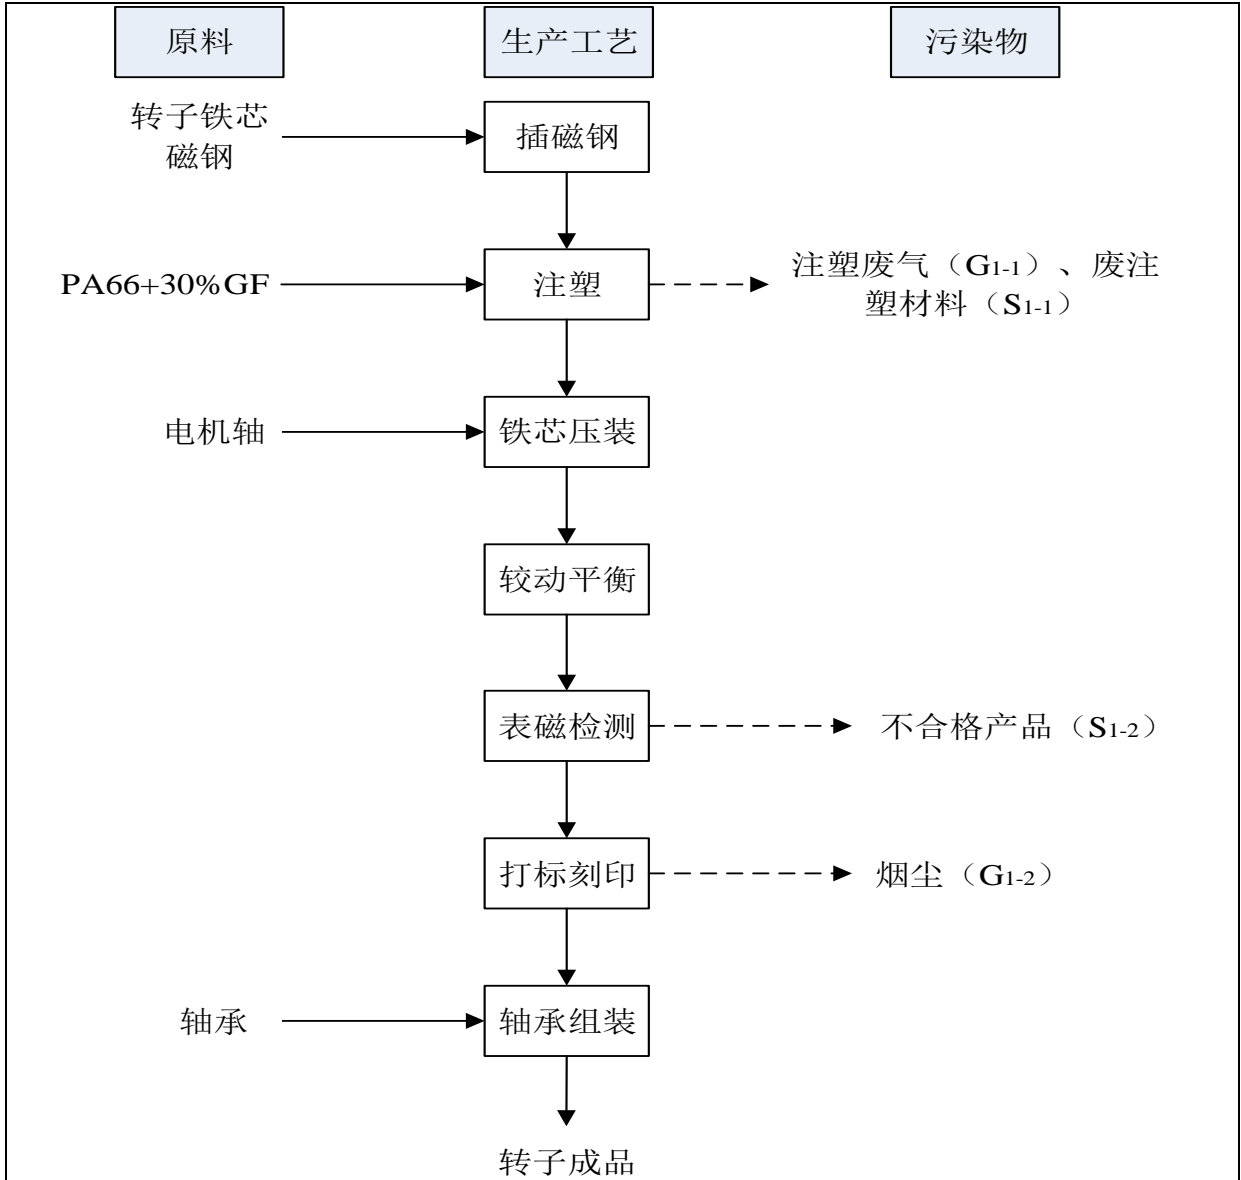 原料
生产工艺
污染物
转子铁芯
磁钢
插磁钢
PA66+30%GF
注塑
注塑废气（G1-1）、废注
塑材料（S1-1）
电机轴
铁芯压装
较动平衡
表磁检测
不合格产品（S1-2）
打标刻印
烟尘（G1-2）
轴承
轴承组装
转子成品